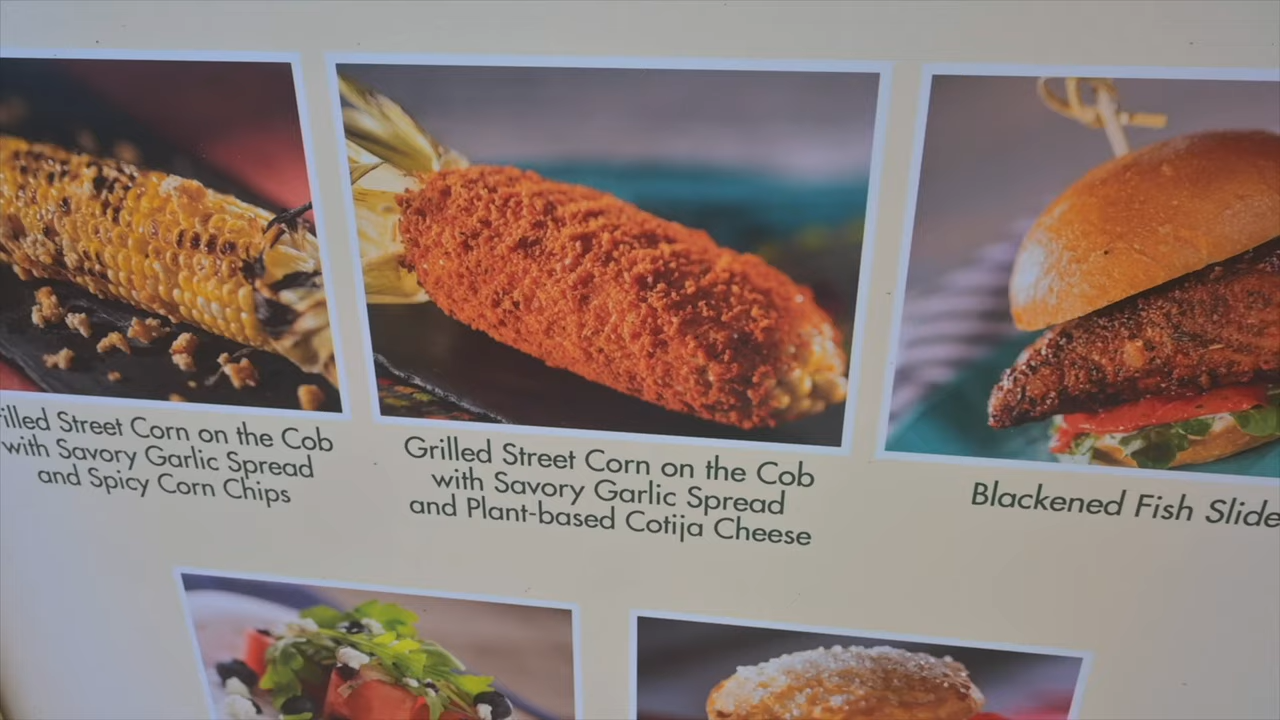 rilled Street Corn on the Cob
with Savory Garlic Spread
and Spicy Corn Chips
Grilled Street Corn on the Cob
with Savory Garlic Spread
and Plant-based Cotija Cheese
Blackened Fish Slide